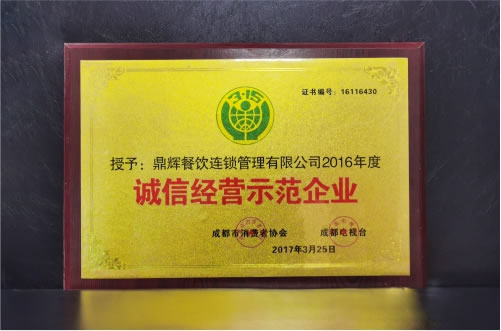 3·15
证书编号：16116430
授予：鼎辉餐饮连锁管理有限公司2016年度
诚信经营示范企业
成都市消费者协会 成都电视台
2017年3月25日